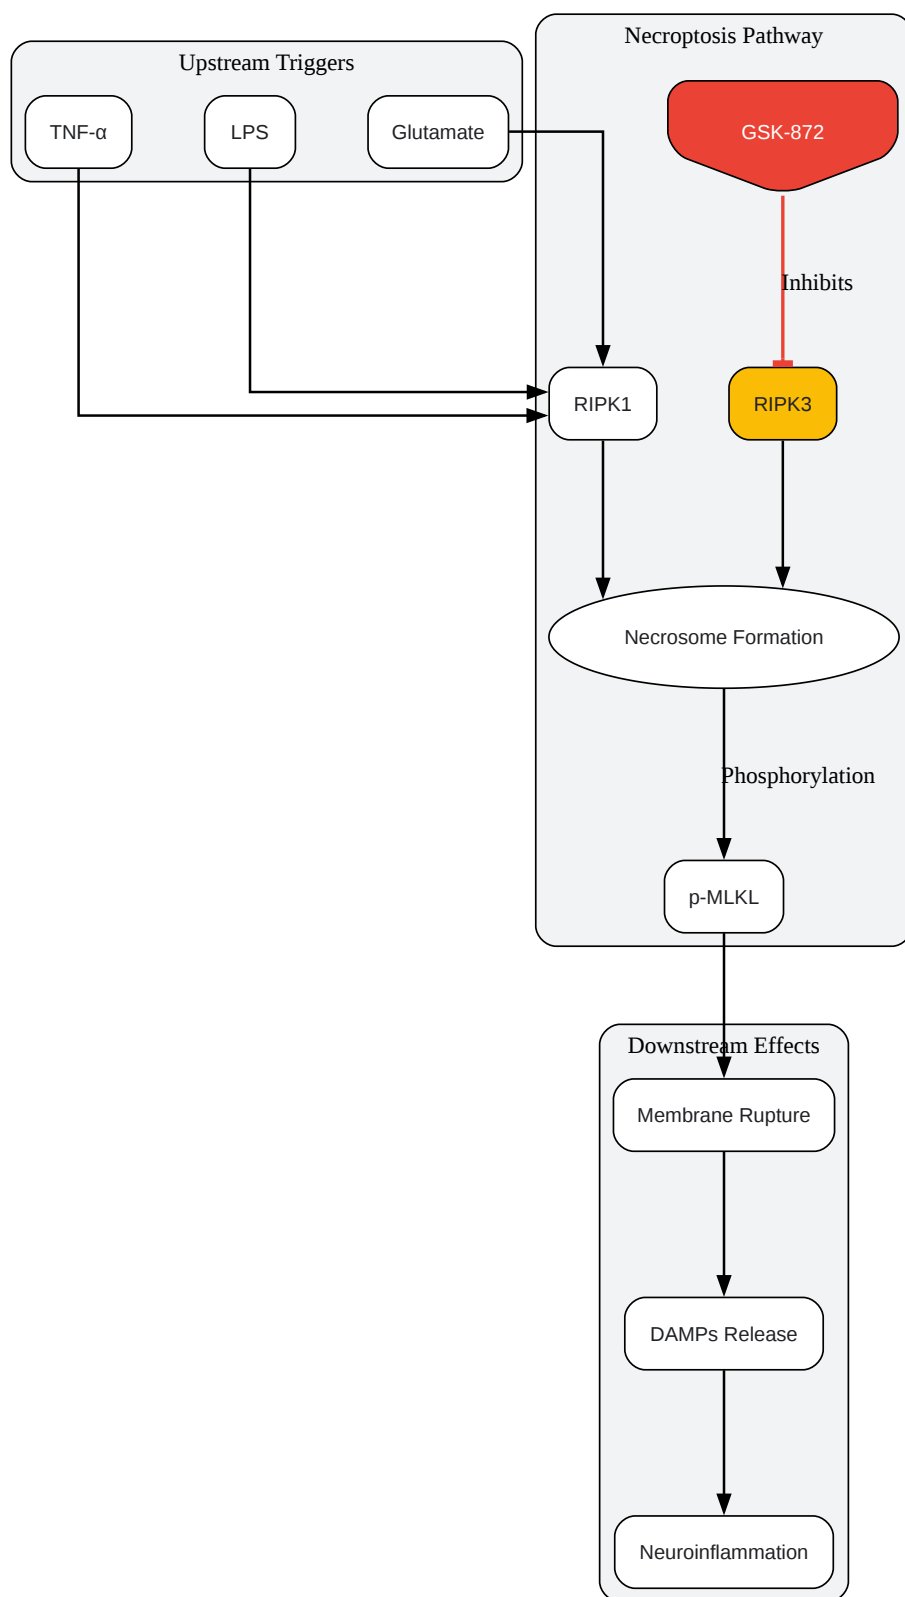 Necroptosis Pathway
Upstream Triggers
TNF-α
LPS
Glutamate
GSK-872
Inhibits
RIPK1
RIPK3
Necrosome Formation
Phosphorylation
p-MLKL
Downstream Effects
Membrane Rupture
DAMPs Release
Neuroinflammation